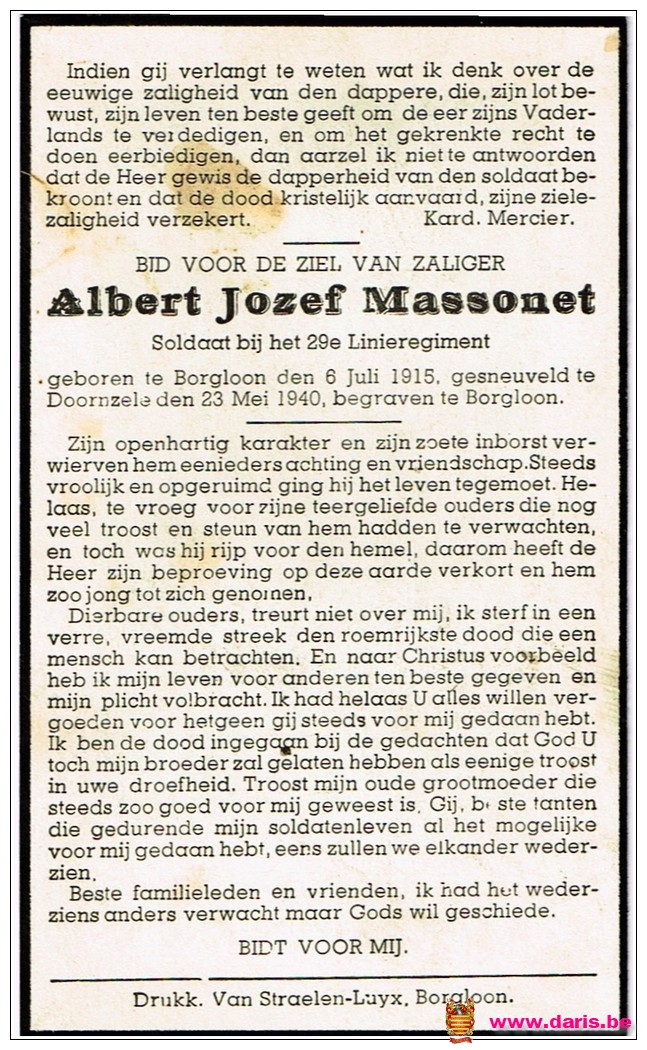 Indien gij verlangt te weten wat ik denk over de
eeuwige zaligheid van den dappere, die, zijn lot be-
wust, zijn leven ten beste geeft om de eer zijns Vader-
lands te verdedigen, en om het gekrenkte recht te
doen eerbiedigen, dan aarzel ik niet te antwoorden
dat de Heer gewis de dapperheid van den soldaat be-
kroont en dat de dood kristelijk aanvaard, zijne ziele-
zaligheid verzekert. Kard. Mercier.
BID VOOR DE ZIEL VAN ZALIGER
Albert Jozef Massonet
Soldaat bij het 29e Linieregiment
geboren te Borgloon den 6 Juli 1915, gesneuveld te
Doornzele den 23 Mei 1940, begraven te Borgloon.
Zijn openhartig karakter en zijn zoete inborst ver-
wierven hem eenieders achting en vriendschap. Steeds
vroolijk en opgeruimd ging hij het leven tegemoet. He-
laas, te vroeg voor zijne teergeliefde ouders die nog
veel troost en steun van hem hadden te verwachten,
en toch was hij rijp voor den hemel, daarom heeft de
Heer zijn beproeving op deze aarde verkort en hem
zoo jong tot zich genomen.
Dierbare ouders, treurt niet over mij, ik sterf in een
verre, vreemde streek den roemrijkste dood die een
mensch kan betrachten. En naar Christus voorbeeld
heb ik mijn leven voor anderen ten beste gegeven en
mijn plicht volbracht. Ik had helaas U alles willen ver-
goeden voor hetgeen gij steeds voor mij gedaan hebt.
Ik ben de dood ingegaan bij de gedachten dat God U
toch mijn broeder zal gelaten hebben als eenige troost
in uwe droefheid. Troost mijn oude grootmoeder die
steeds zoo goed voor mij geweest is. Gij, beste tanten
die gedurende mijn soldatenleven al het mogelijke
voor mij gedaan hebt, eens zullen we elkander weder-
zien.
Beste familieleden en vrienden, ik had het weder-
ziens anders verwacht maar Gods wil geschiede.
BIDT VOOR MIJ.
Drukk. Van Straelen-Luyx, Borgloon.
www.daris.be